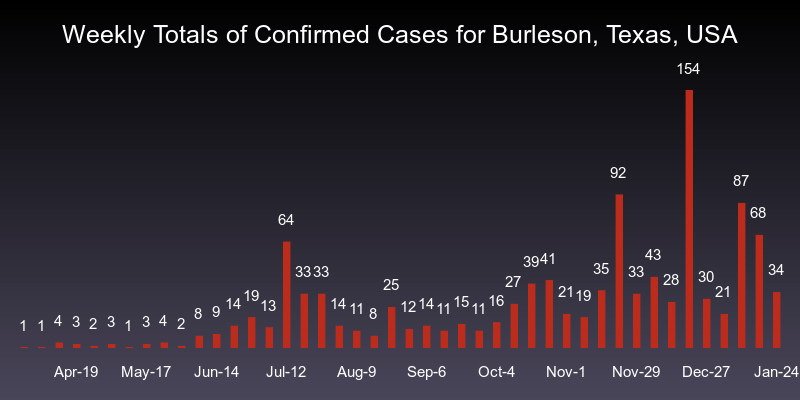 Weekly Totals of Confirmed Cases for Burleson, Texas, USA
1 1 4 3 2 3 1 3 4 2 8 9 14 19 13 64 33 33 14 11 8 25 12 14 11 15 11 16 27 39 41 21 19 35 92 33 43 28 154 30 21 87 68 34
Apr-19 May-17 Jun-14 Jul-12 Aug-9 Sep-6 Oct-4 Nov-1 Nov-29 Dec-27 Jan-24